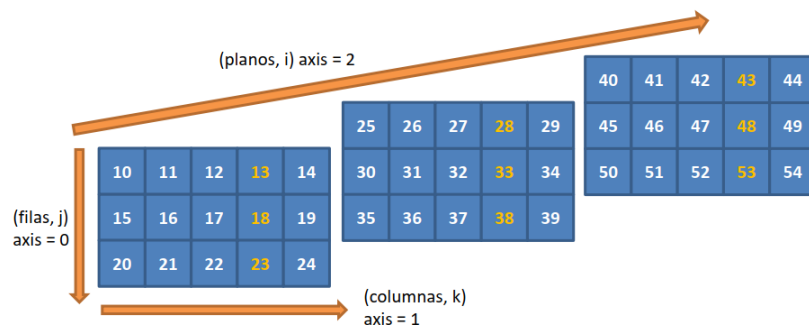 (planos, i) axis = 2
40 41 42 43 44
45 46 47 48 49
50 51 52 53 54
25 26 27 28 29
30 31 32 33 34
35 36 37 38 39
(filas, j)
axis = 0
10 11 12 13 14
15 16 17 18 19
20 21 22 23 24
(columnas, k)
axis = 1